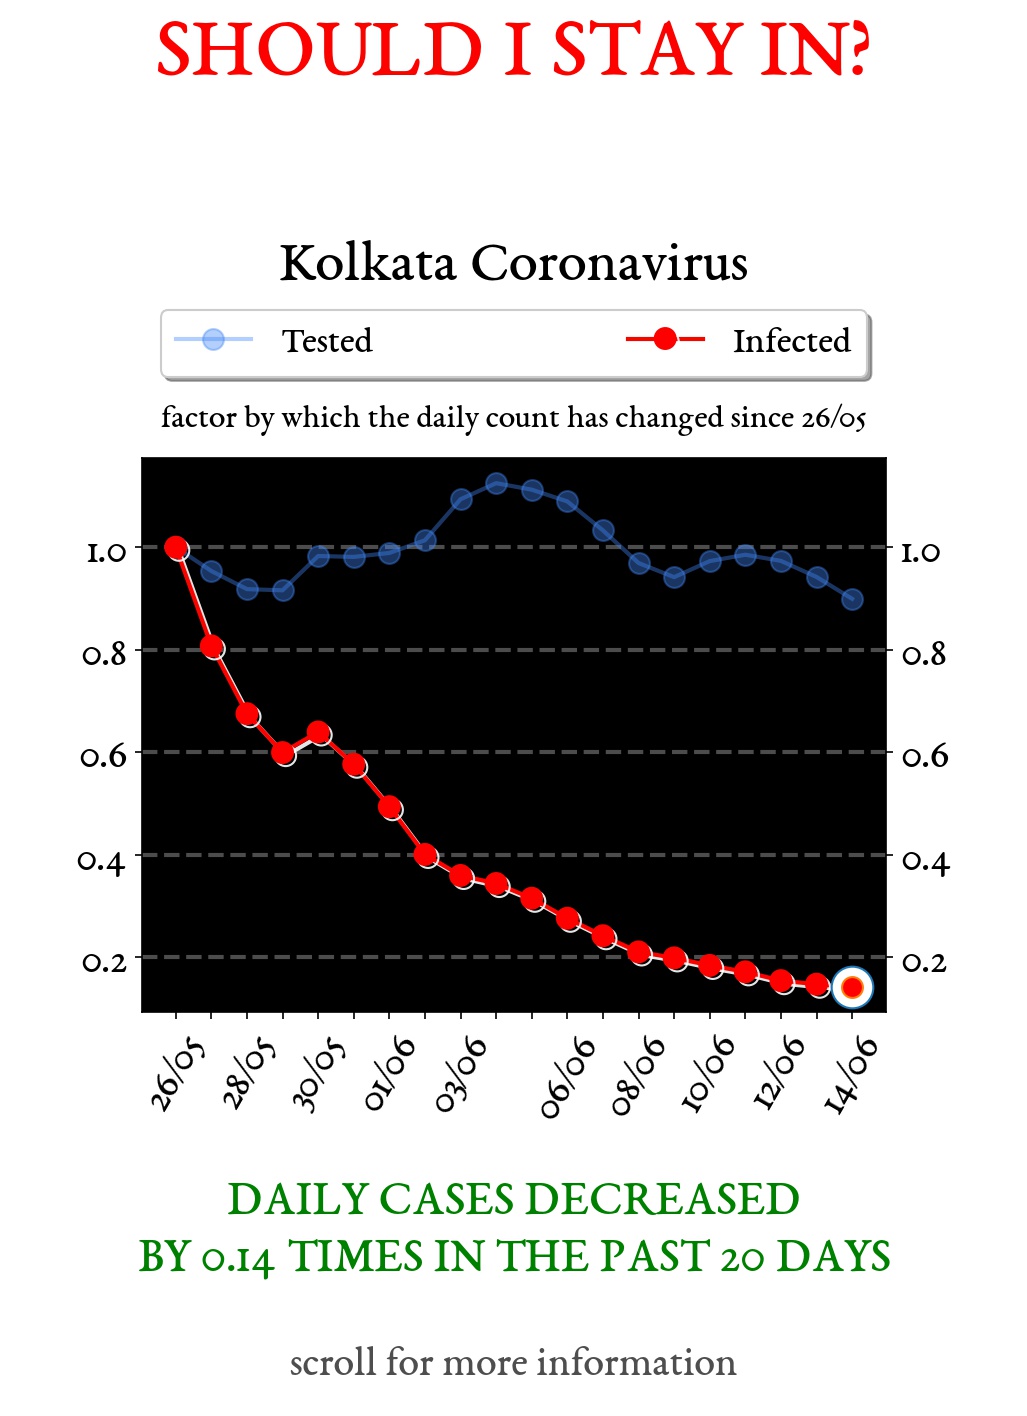 SHOULD I STAY IN?
Kolkata Coronavirus
Tested Infected
factor by which the daily count has changed since 26/05
1.0 1.0
0.8 0.8
0.6 0.6
0.4 0.4
0.2 0.2
26/05 28/05 30/05 01/06 03/06 06/06 08/06 10/06 12/06 14/06
DAILY CASES DECREASED
BY 0.14 TIMES IN THE PAST 20 DAYS
scroll for more information